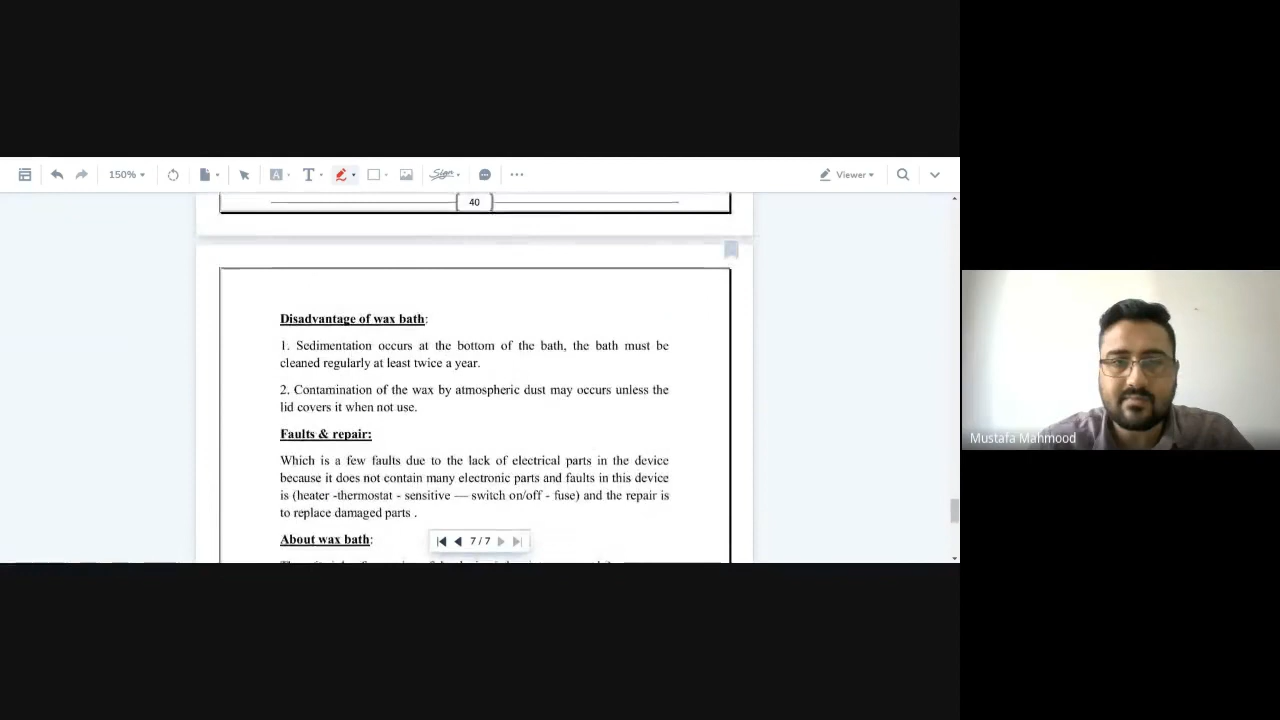 150%
T
Sign
Viewer
40
Disadvantage of wax bath:
1. Sedimentation occurs at the bottom of the bath, the bath must be
cleaned regularly at least twice a year.
2. Contamination of the wax by atmospheric dust may occurs unless the
lid covers it when not use.
Faults & repair:
Which is a few faults due to the lack of electrical parts in the device
because it does not contain many electronic parts and faults in this device
is (heater -thermostat - sensitive — switch on/off - fuse) and the repair is
to replace damaged parts .
About wax bath:
7 / 7
Mustafa Mahmood